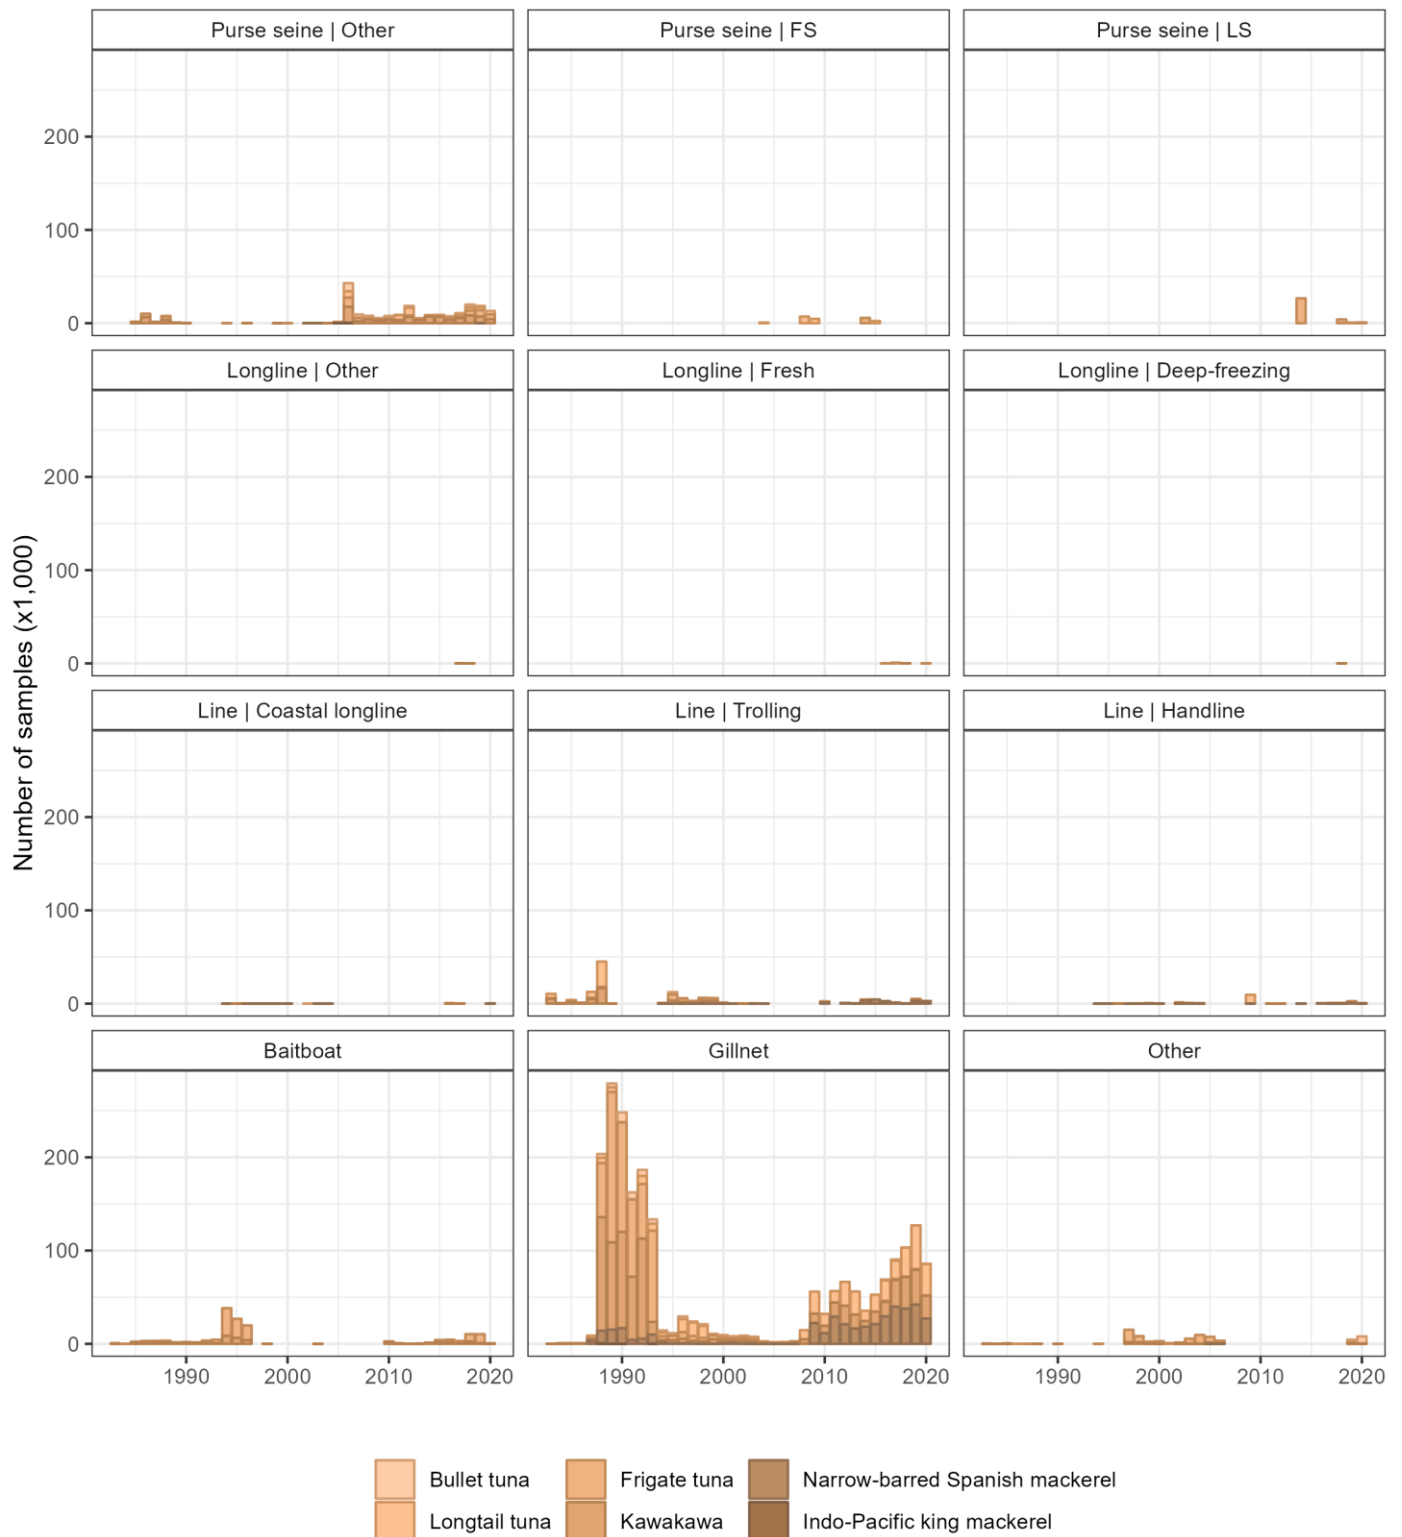 Purse seine | Other
Purse seine | FS
Purse seine | LS
200
100
0
Longline | Other
Longline | Fresh
Longline | Deep-freezing
200
100
0
Number of samples (x1,000)
Line | Coastal longline
Line | Trolling
Line | Handline
200
100
0
Baitboat
Gillnet
Other
200
100
0
1990 2000 2010 2020
1990 2000 2010 2020
1990 2000 2010 2020
Bullet tuna Frigate tuna Narrow-barred Spanish mackerel
Longtail tuna Kawakawa Indo-Pacific king mackerel